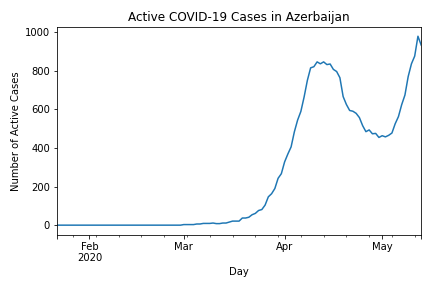 Active COVID-19 Cases in Azerbaijan
1000
800
600
400
200
0
Number of Active Cases
Feb
2020
Mar
Apr
May
Day